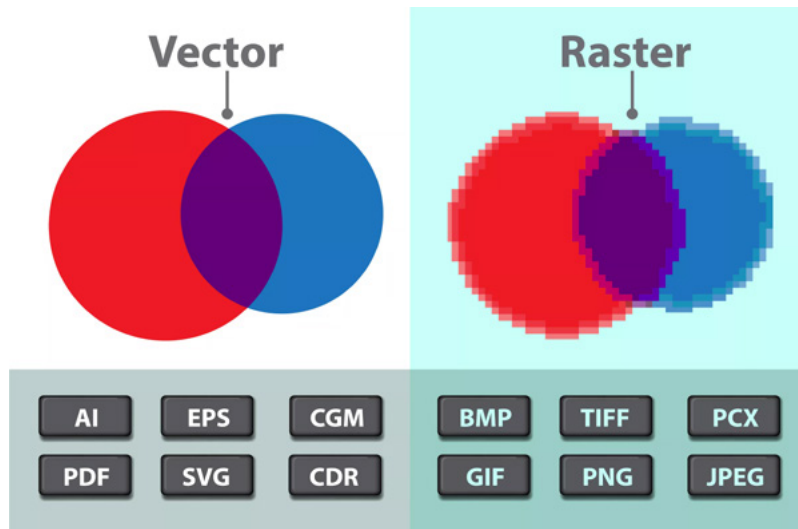 Vector
Raster
AI
EPS
CGM
BMP
TIFF
PCX
PDF
SVG
CDR
GIF
PNG
JPEG